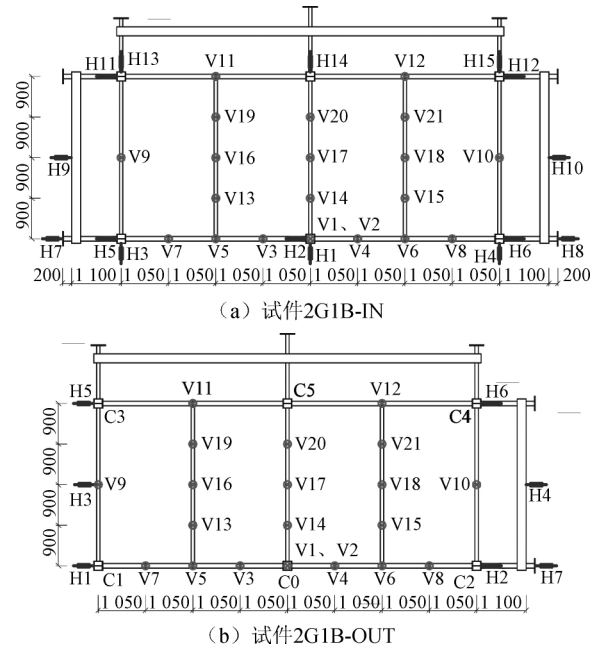 H11 H13 V11 H14 V12 H15 H12
900 900 900 900
V19 V20 V21
H9 V9 V16 V17 V18 V10 H10
V13 V14 V15
V1、V2
H7 H5 H3 V7 V5 V3 H2 H1 V4 V6 V8 H4 H6 H8
200 1 100 1 050 1 050 1 050 1 050 1 050 1 050 1 050 1 050 1 100 200
（a）试件2G1B-IN
H5 C3 V11 C5 V12 C4 H6
900 900 900 900
V19 V20 V21
H3 V9 V16 V17 V18 V10 H4
V13 V14 V15
V1、V2
H1 C1 V7 V5 V3 C0 V4 V6 V8 C2 H2 H7
1 050 1 050 1 050 1 050 1 050 1 050 1 050 1 050 1 100
（b）试件2G1B-OUT